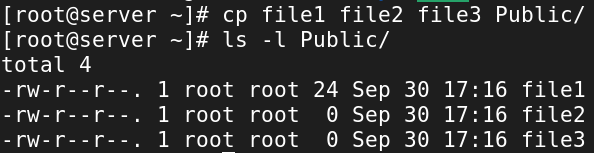 [root@server ~]# cp file1 file2 file3 Public/
[root@server ~]# ls -l Public/
total 4
-rw-r--r--. 1 root root 24 Sep 30 17:16 file1
-rw-r--r--. 1 root root  0 Sep 30 17:16 file2
-rw-r--r--. 1 root root  0 Sep 30 17:16 file3